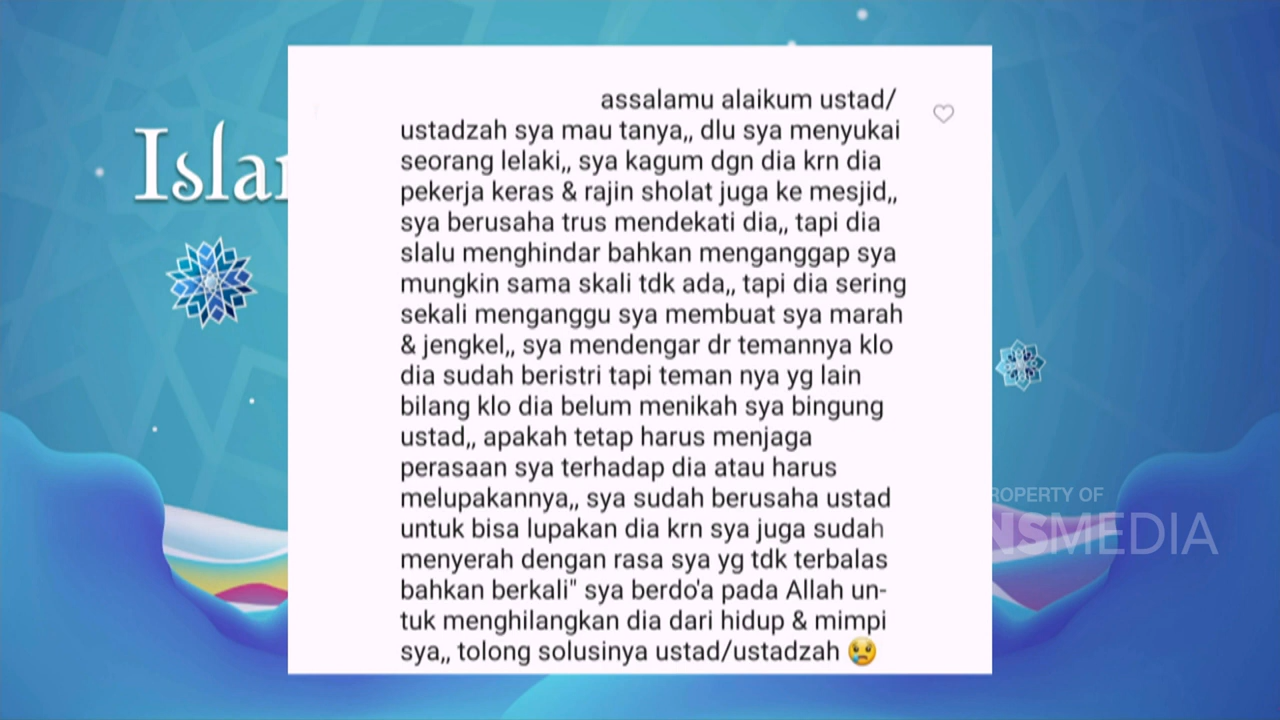 assalamu alaikum ustad/
ustadzah sya mau tanya,, dlu sya menyukai
seorang lelaki,, sya kagum dgn dia krn dia
pekerja keras & rajin sholat juga ke mesjid,,
sya berusaha trus mendekati dia,, tapi dia
slalu menghindar bahkan menganggap sya
mungkin sama skali tdk ada,, tapi dia sering
sekali menganggu sya membuat sya marah
& jengkel,, sya mendengar dr temannya klo
dia sudah beristri tapi teman nya yg lain
bilang klo dia belum menikah sya bingung
ustad,, apakah tetap harus menjaga
perasaan sya terhadap dia atau harus
melupakannya,, sya sudah berusaha ustad
untuk bisa lupakan dia krn sya juga sudah
menyerah dengan rasa sya yg tdk terbalas
bahkan berkali" sya berdo'a pada Allah un-
tuk menghilangkan dia dari hidup & mimpi
sya,, tolong solusinya ustad/ustadzah 😢
Isla
ROPERTY OF
NSMEDIA